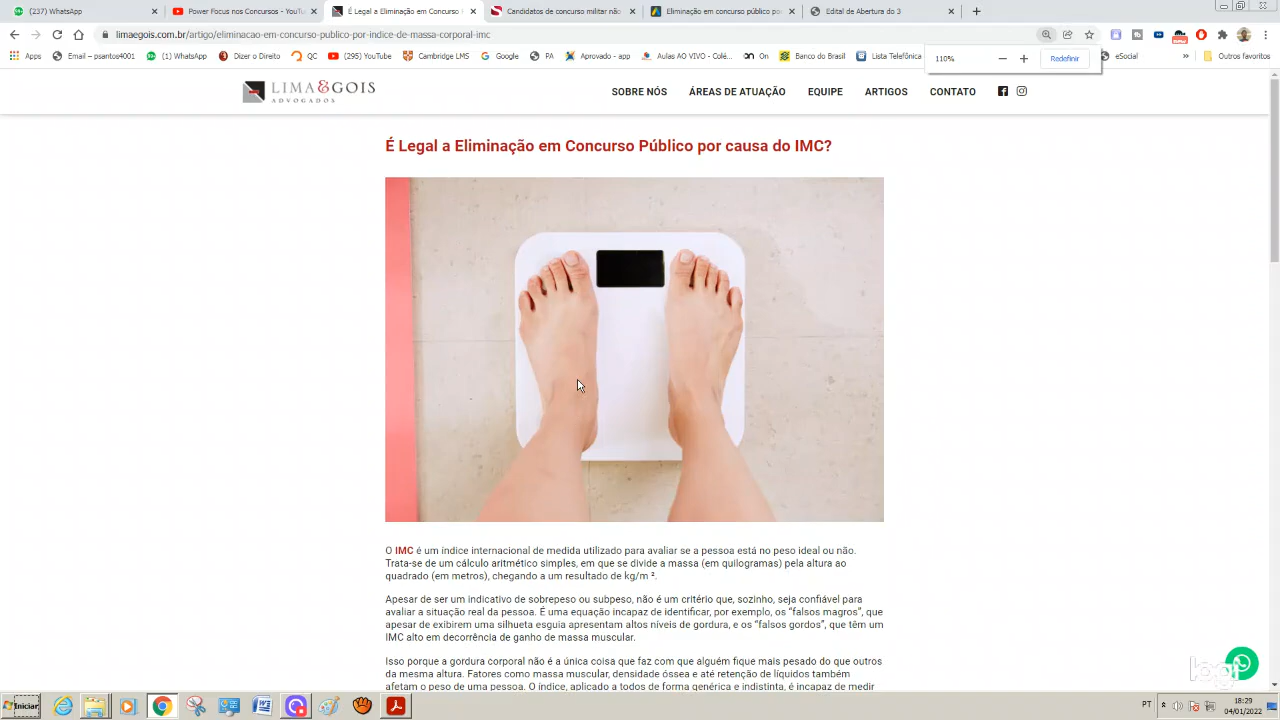 (237) WhatsApp
Power Focus nos Concursos - YouTu
É Legal a Eliminação em Concurso
Candidatos de concurso militar não
Eliminação em concurso público po
Edital de Abertura do 3
limaegois.com.br/artigo/eliminacao-em-concurso-publico-por-indice-de-massa-corporal-imc
Apps
Email – psantos4001
(1) WhatsApp
Dizer o Direito
QC
(295) YouTube
Cambridge LMS
Google
PA
Aprovado - app
Aulas AO VIVO - Colé...
On
Banco do Brasil
Lista Telefónica
110%
Redefinir
eSocial
»
Outros favoritos
LIMA&GOIS
ADVOGADOS
SOBRE NÓS
ÁREAS DE ATUAÇÃO
EQUIPE
ARTIGOS
CONTATO
É Legal a Eliminação em Concurso Público por causa do IMC?
O IMC é um índice internacional de medida utilizado para avaliar se a pessoa está no peso ideal ou não.
Trata-se de um cálculo aritmético simples, em que se divide a massa (em quilogramas) pela altura ao
quadrado (em metros), chegando a um resultado de kg/m ².
Apesar de ser um indicativo de sobrepeso ou subpeso, não é um critério que, sozinho, seja confiável para
avaliar a situação real da pessoa. É uma equação incapaz de identificar, por exemplo, os “falsos magros”, que
apesar de exibirem uma silhueta esguia apresentam altos níveis de gordura, e os “falsos gordos”, que têm um
IMC alto em decorrência de ganho de massa muscular.
Isso porque a gordura corporal não é a única coisa que faz com que alguém fique mais pesado do que outros
da mesma altura. Fatores como massa muscular, densidade óssea e até retenção de líquidos também
afetam o peso de uma pessoa. O índice, aplicado a todos de forma genérica e indistinta, é incapaz de medir
Iniciar
PT
18:29
04/01/2022